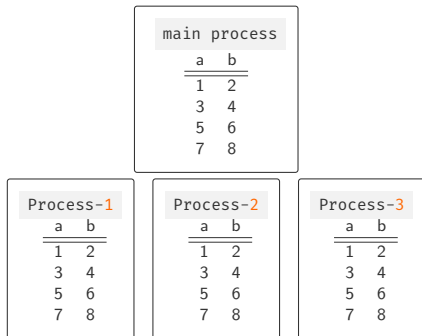 main process
a b
1 2
3 4
5 6
7 8
Process-1 Process-2 Process-3
a b a b a b
1 2 1 2 1 2
3 4 3 4 3 4
5 6 5 6 5 6
7 8 7 8 7 8